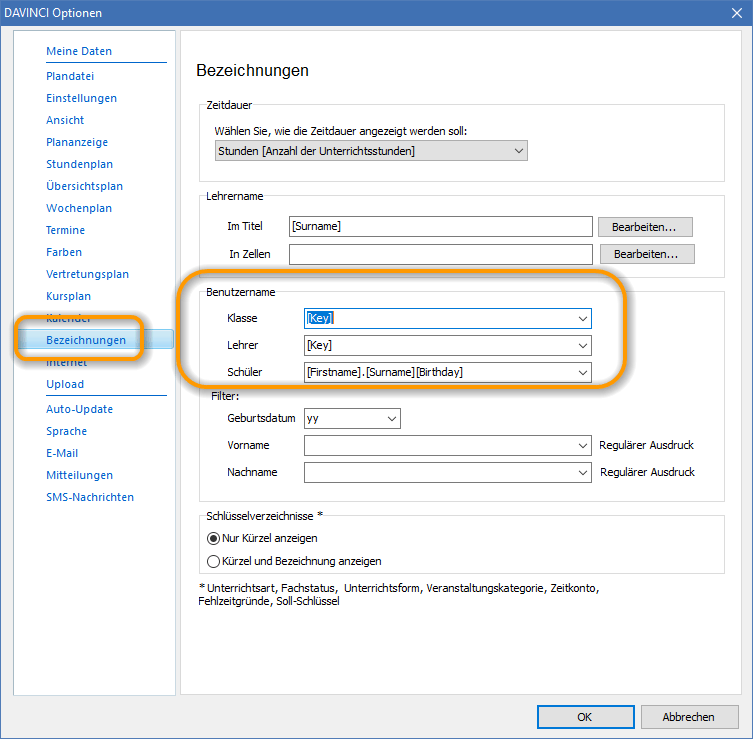 DAVINCI Optionen
Meine Daten
Plandatei
Einstellungen
Ansicht
Plananzeige
Stundenplan
Übersichtsplan
Wochenplan
Termine
Farben
Vertretungsplan
Kursplan
Kalender
Bezeichnungen
Internet
Upload
Auto-Update
Sprache
E-Mail
Mitteilungen
SMS-Nachrichten
Bezeichnungen
Zeitdauer
Wählen Sie, wie die Zeitdauer angezeigt werden soll:
Stunden [Anzahl der Unterrichtsstunden]
Lehrername
Im Titel [Surname] Bearbeiten...
In Zellen Bearbeiten...
Benutzername
Klasse [Key]
Lehrer [Key]
Schüler [Firstname].[Surname][Birthday]
Filter:
Geburtsdatum yy
Vorname Regulärer Ausdruck
Nachname Regulärer Ausdruck
Schlüsselverzeichnisse *
Nur Kürzel anzeigen
Kürzel und Bezeichnung anzeigen
* Unterrichtsart, Fachstatus, Unterrichtsform, Veranstaltungskategorie, Zeitkonto,
Fehlzeitgründe, Soll-Schlüssel
OK Abbrechen